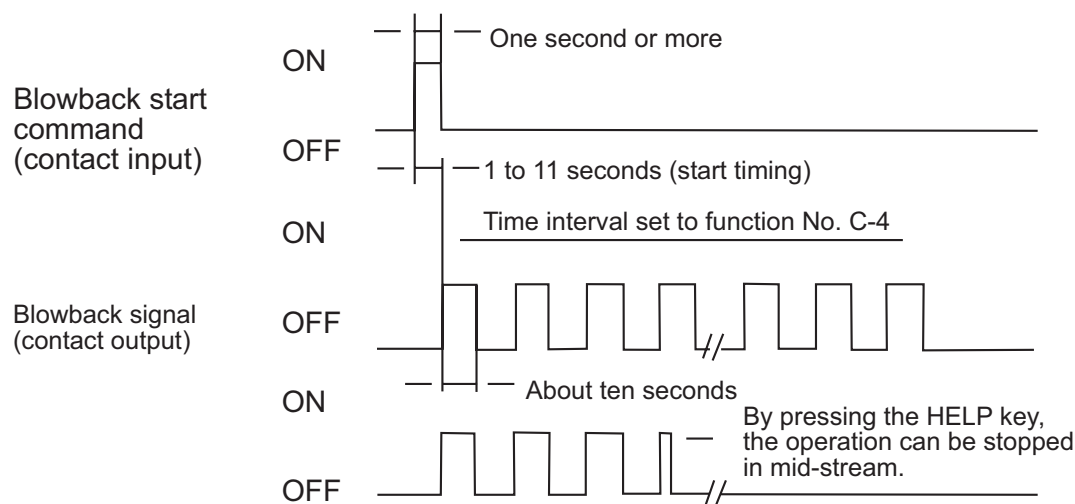 One second or more
ON
Blowback start
command
(contact input)
OFF
1 to 11 seconds (start timing)
Time interval set to function No. C-4
ON
Blowback signal
(contact output)
OFF
About ten seconds
ON
By pressing the HELP key,
the operation can be stopped
in mid-stream.
OFF